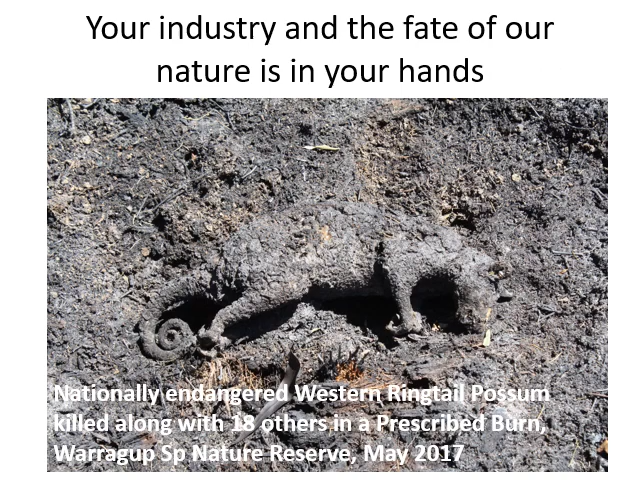 Your industry and the fate of our
nature is in your hands
Nationally endangered Western Ringtail Possum
killed along with 18 others in a Prescribed Burn,
Warragup Sp Nature Reserve, May 2017